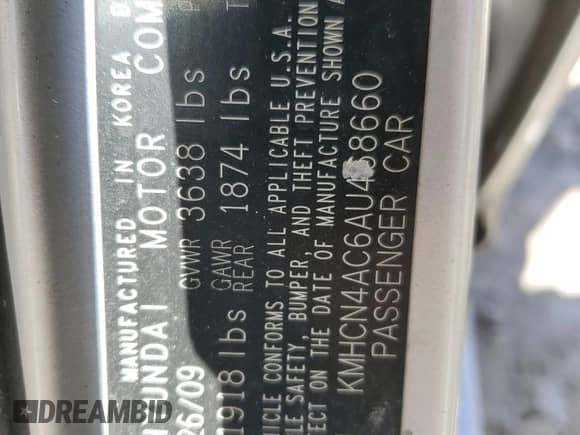 MANUFACTURED IN KOREA B
UNDAI MOTOR COM
26/09 GVWR 3638 lbs
1918 lbs GAWR REAR 1874 lbs
HICLE CONFORMS TO ALL APPLICABLE U.S.A.
LE SAFETY, BUMPER, AND THEFT PREVENTION
ECT ON THE DATE OF MANUFACTURE SHOWN A
PASSENGER CAR
DREAMBID